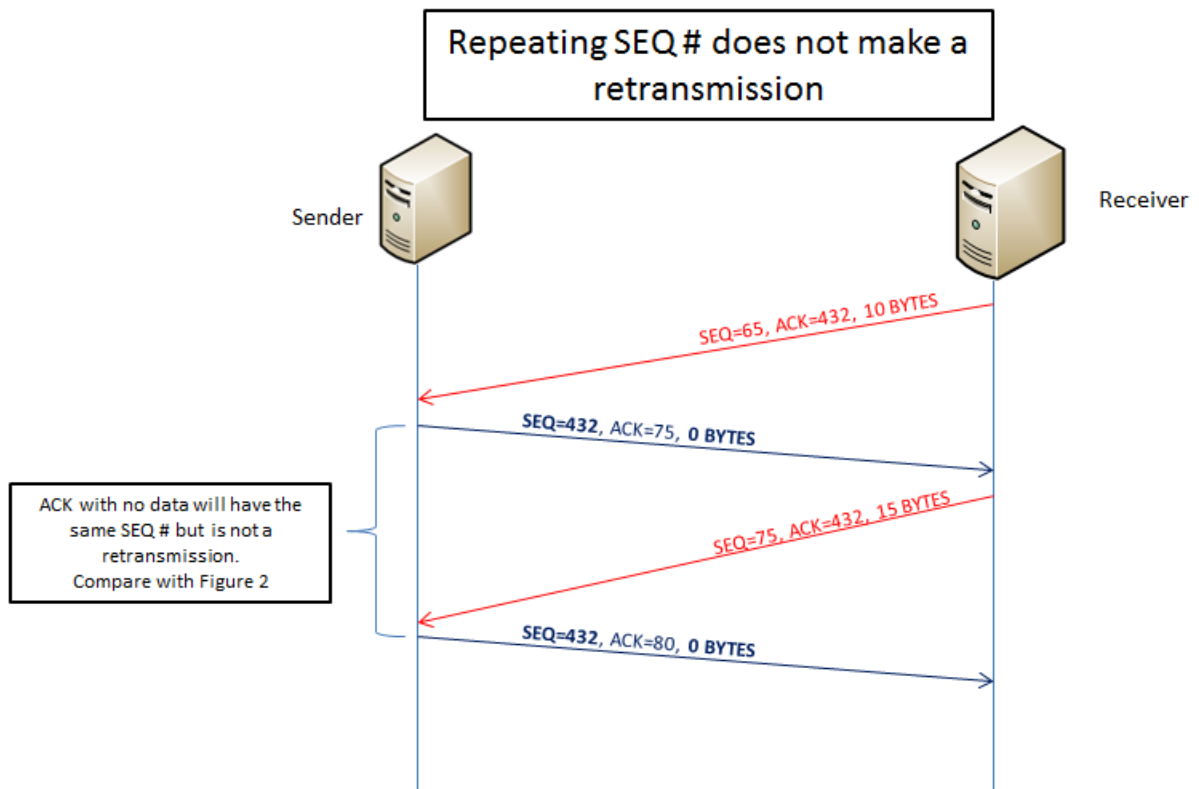 Repeating SEQ # does not make a
retransmission
Sender
Receiver
SEQ=65, ACK=432, 10 BYTES
SEQ=432, ACK=75, 0 BYTES
ACK with no data will have the
same SEQ # but is not a
retransmission.
Compare with Figure 2
SEQ=75, ACK=432, 15 BYTES
SEQ=432, ACK=80, 0 BYTES